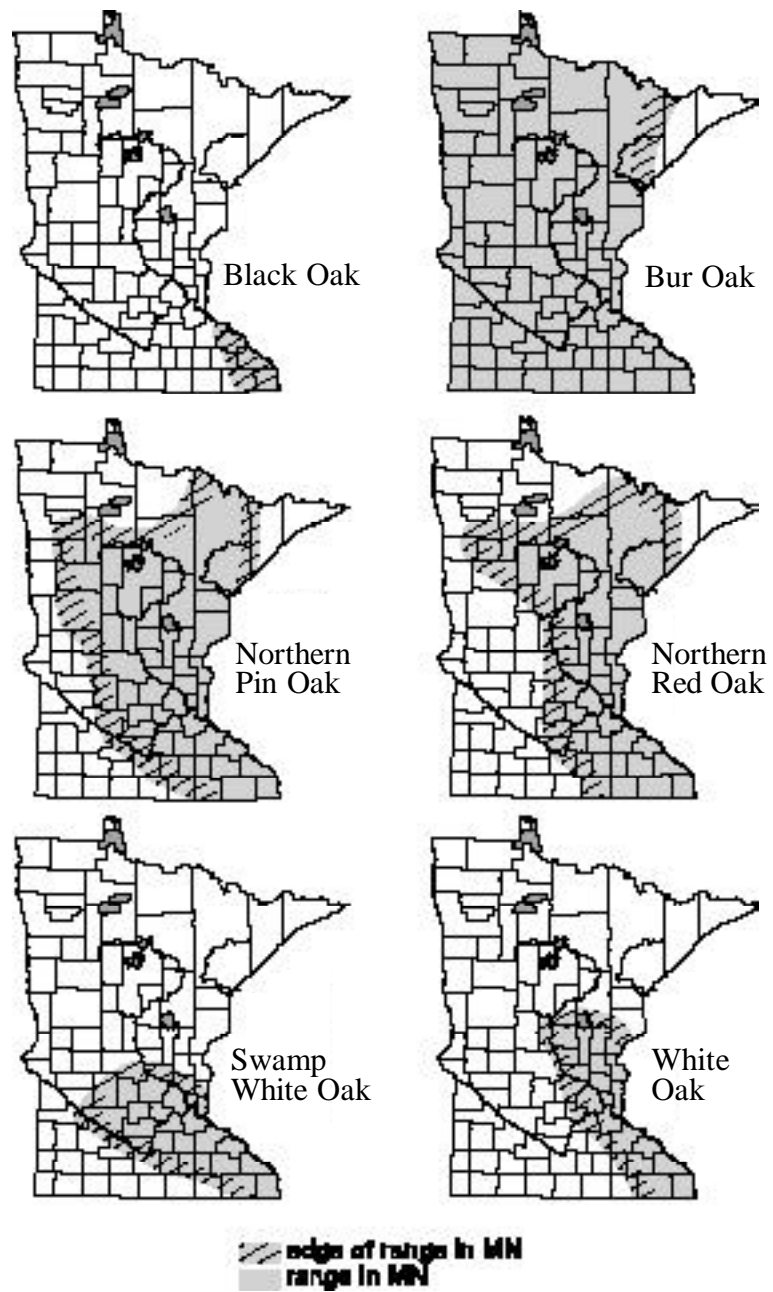 Black Oak
Bur Oak
Northern
Pin Oak
Northern
Red Oak
Swamp
White Oak
White
Oak
edge of range in MN
range in MN